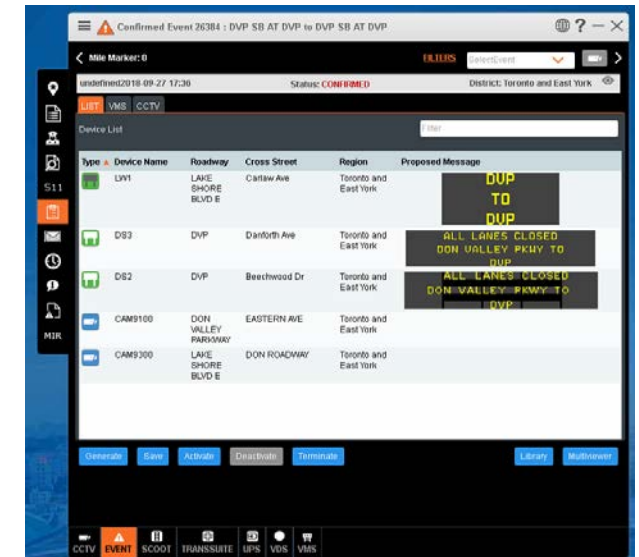 Confirmed Event 26384 : DVP SB AT DVP to DVP SB AT DVP
?
Mile Marker: 0
FILTERS
SelectEvent
undefined2018-09-27 17:36
Status: CONFIRMED
District: Toronto and East York
LIST VMS CCTV
Device List
Filter
Type Device Name Roadway Cross Street Region Proposed Message
LW1 LAKE SHORE BLVD E Carlaw Ave Toronto and East York
DVP
TO
DVP
DS3 DVP Danforth Ave Toronto and East York
ALL LANES CLOSED
DON VALLEY PKWY TO
DVP
DS2 DVP Beechwood Dr Toronto and East York
ALL LANES CLOSED
DON VALLEY PKWY TO
DVP
CAM9100 DON VALLEY PARKWAY EASTERN AVE Toronto and East York
CAM9300 LAKE SHORE BLVD E DON ROADWAY Toronto and East York
Generate Save Activate Deactivate Terminate Library Multiviewer
511
MIR
CCTV EVENT SCOOT TRANSSUITE UPS VDS VMS